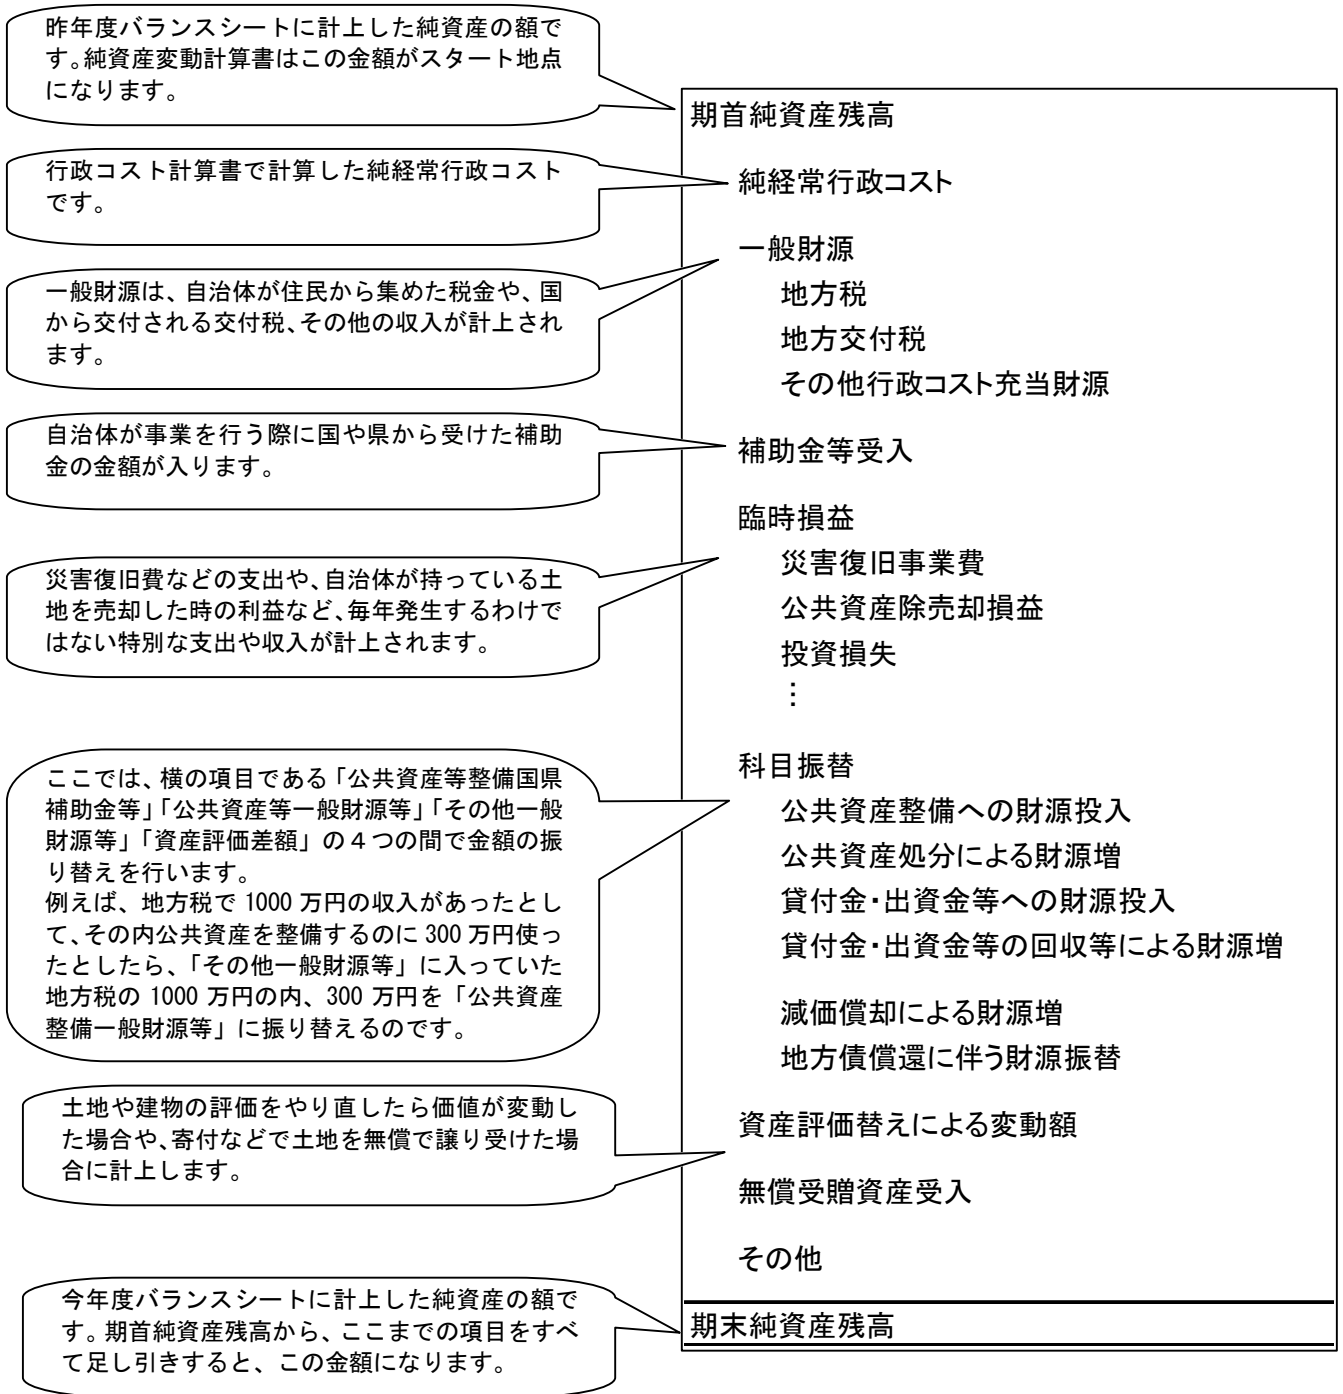 昨年度バランスシートに計上した純資産の額で
す。純資産変動計算書はこの金額がスタート地点
になります。
期首純資産残高
行政コスト計算書で計算した純経常行政コスト
です。
純経常行政コスト
一般財源は、自治体が住民から集めた税金や、国
から交付される交付税、その他の収入が計上され
ます。
一般財源
地方税
地方交付税
その他行政コスト充当財源
自治体が事業を行う際に国や県から受けた補助
金の金額が入ります。
補助金等受入
災害復旧費などの支出や、自治体が持っている土
地を売却した時の利益など、毎年発生するわけで
はない特別な支出や収入が計上されます。
臨時損益
災害復旧事業費
公共資産除売却損益
投資損失
⋮
ここでは、横の項目である「公共資産等整備国県
補助金等」「公共資産等一般財源等」「その他一般
財源等」「資産評価差額」の４つの間で金額の振
り替えを行います。
例えば、地方税で 1000 万円の収入があったとし
て、その内公共資産を整備するのに 300 万円使っ
たとしたら、「その他一般財源等」に入っていた
地方税の 1000 万円の内、300 万円を「公共資産
整備一般財源等」に振り替えるのです。
科目振替
公共資産整備への財源投入
公共資産処分による財源増
貸付金・出資金等への財源投入
貸付金・出資金等の回収等による財源増
減価償却による財源増
地方債償還に伴う財源振替
土地や建物の評価をやり直したら価値が変動し
た場合や、寄付などで土地を無償で譲り受けた場
合に計上します。
資産評価替えによる変動額
無償受贈資産受入
その他
今年度バランスシートに計上した純資産の額で
す。期首純資産残高から、ここまでの項目をすべ
て足し引きすると、この金額になります。
期末純資産残高